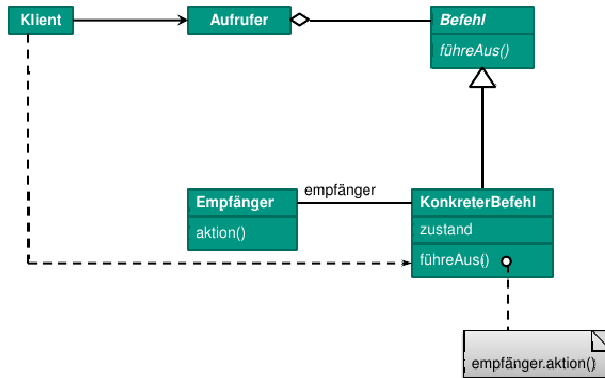 Klient
Aufrufer
Befehl
führeAus()
Empfänger
aktion()
empfänger
KonkreterBefehl
zustand
führeAus()
empfänger.aktion()